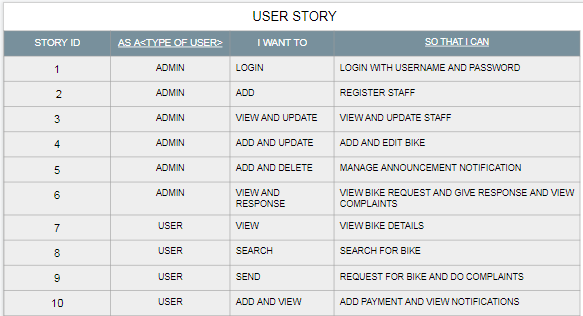 USER STORY
STORY ID AS A<TYPE OF USER> I WANT TO SO THAT I CAN
1 ADMIN LOGIN LOGIN WITH USERNAME AND PASSWORD
2 ADMIN ADD REGISTER STAFF
3 ADMIN VIEW AND UPDATE VIEW AND UPDATE STAFF
4 ADMIN ADD AND UPDATE ADD AND EDIT BIKE
5 ADMIN ADD AND DELETE MANAGE ANNOUNCEMENT NOTIFICATION
6 ADMIN VIEW AND VIEW BIKE REQUEST AND GIVE RESPONSE AND VIEW
RESPONSE COMPLAINTS
7 USER VIEW VIEW BIKE DETAILS
8 USER SEARCH SEARCH FOR BIKE
9 USER SEND REQUEST FOR BIKE AND DO COMPLAINTS
10 USER ADD AND VIEW ADD PAYMENT AND VIEW NOTIFICATIONS